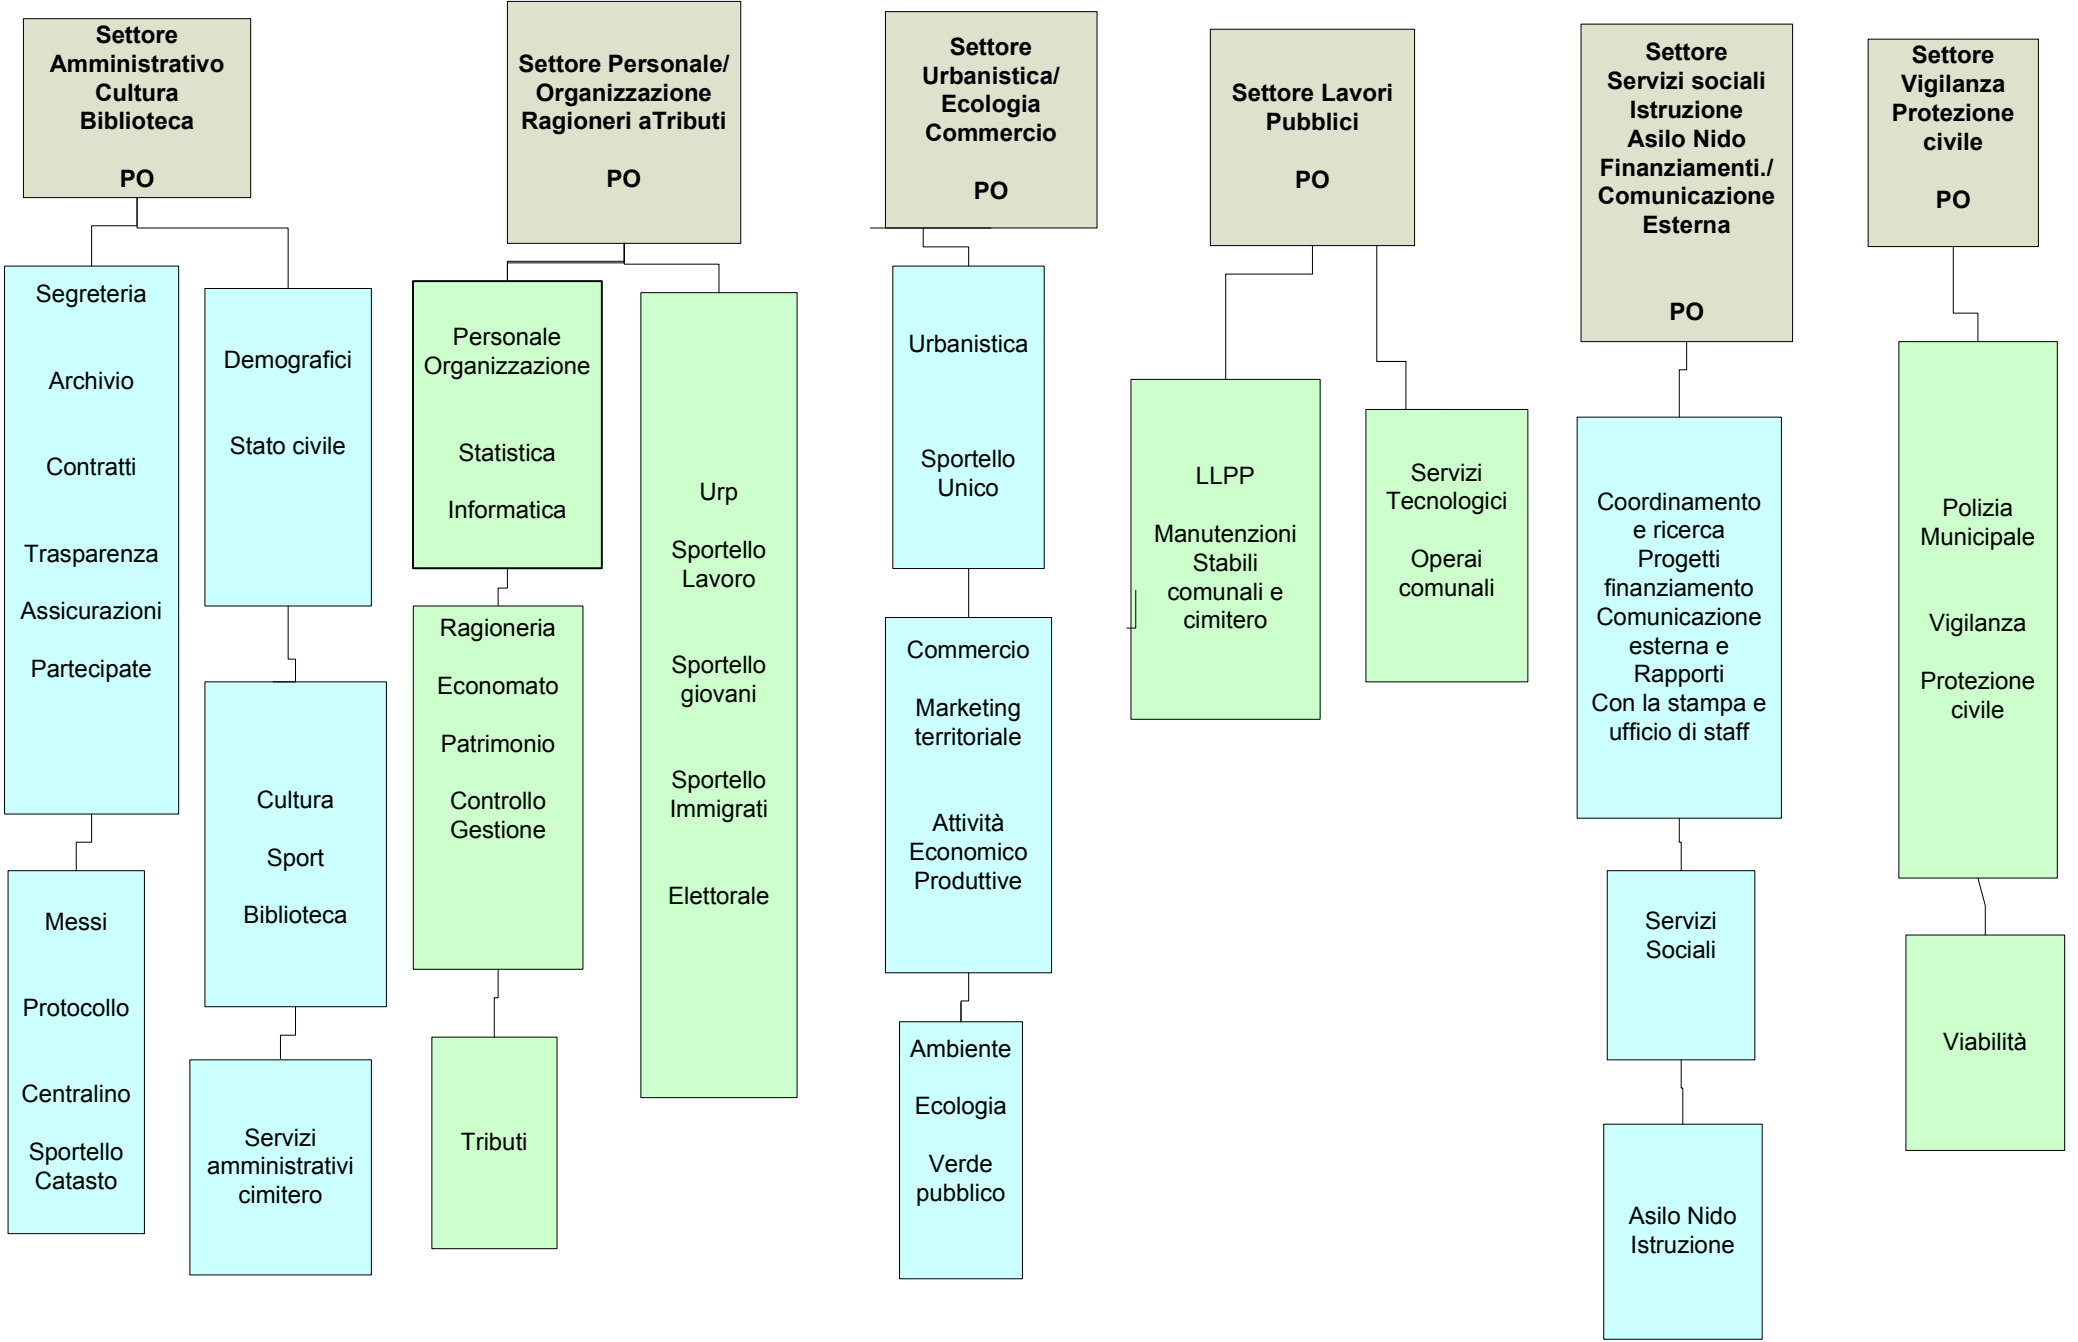 Settore
Amministrativo
Cultura
Biblioteca
PO
Segreteria
Archivio
Contratti
Trasparenza
Assicurazioni
Partecipate
Messi
Protocollo
Centralino
Sportello
Catasto
Demografici
Stato civile
Cultura
Sport
Biblioteca
Servizi
amministrativi
cimitero
Settore Personale/
Organizzazione
Ragioneri aTributi
PO
Personale
Organizzazione
Statistica
Informatica
Ragioneria
Economato
Patrimonio
Controllo
Gestione
Tributi
Urp
Sportello
Lavoro
Sportello
giovani
Sportello
Immigrati
Elettorale
Settore
Urbanistica/
Ecologia
Commercio
PO
Urbanistica
Sportello
Unico
Commercio
Marketing
territoriale
Attività
Economico
Produttive
Ambiente
Ecologia
Verde
pubblico
Settore Lavori
Pubblici
PO
LLPP
Manutenzioni
Stabili
comunali e
cimitero
Servizi
Tecnologici
Operai
comunali
Settore
Servizi sociali
Istruzione
Asilo Nido
Finanziamenti./
Comunicazione
Esterna
PO
Coordinamento
e ricerca
Progetti
finanziamento
Comunicazione
esterna e
Rapporti
Con la stampa e
ufficio di staff
Servizi
Sociali
Asilo Nido
Istruzione
Settore
Vigilanza
Protezione
civile
PO
Polizia
Municipale
Vigilanza
Protezione
civile
Viabilità